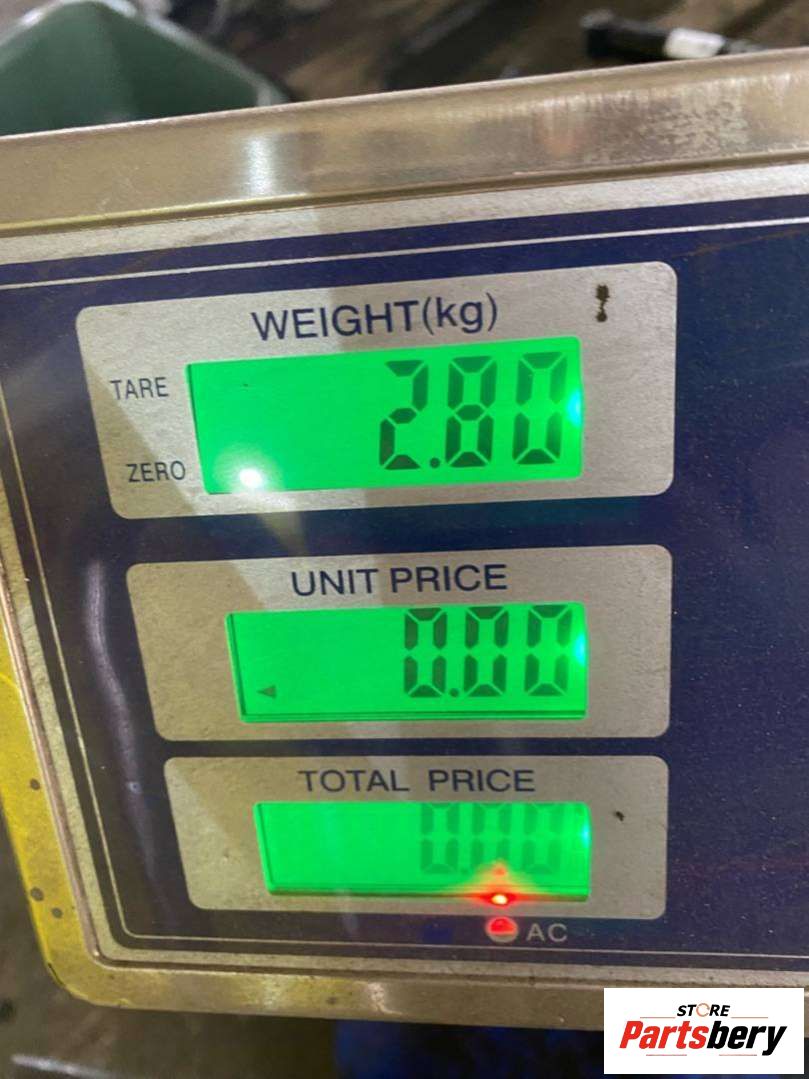 WEIGHT(kg)
TARE
2.80
ZERO
UNIT PRICE
0.00
TOTAL PRICE
0.00
AC
STORE
Partsbery